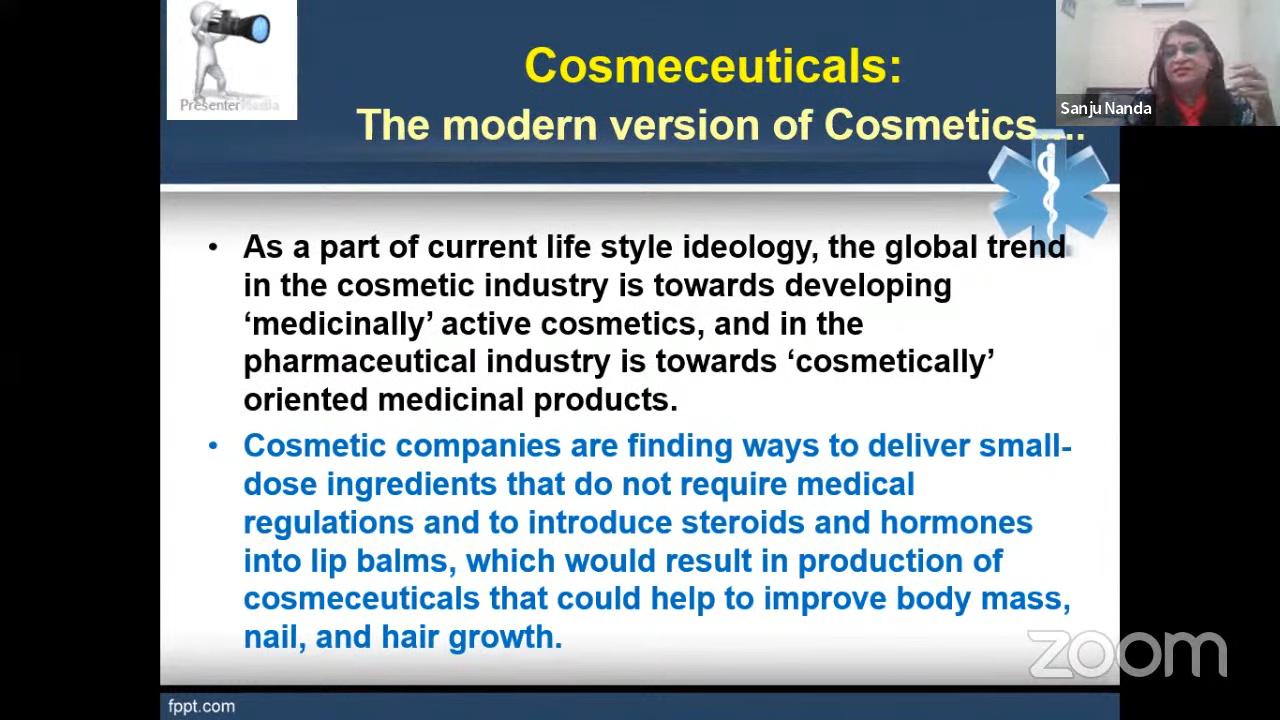 PresenterMedia
Cosmeceuticals:
The modern version of Cosmetics....
Sanju Nanda
• As a part of current life style ideology, the global trend
in the cosmetic industry is towards developing
‘medicinally’ active cosmetics, and in the
pharmaceutical industry is towards ‘cosmetically’
oriented medicinal products.
• Cosmetic companies are finding ways to deliver small-
dose ingredients that do not require medical
regulations and to introduce steroids and hormones
into lip balms, which would result in production of
cosmeceuticals that could help to improve body mass,
nail, and hair growth.
zoom
fppt.com